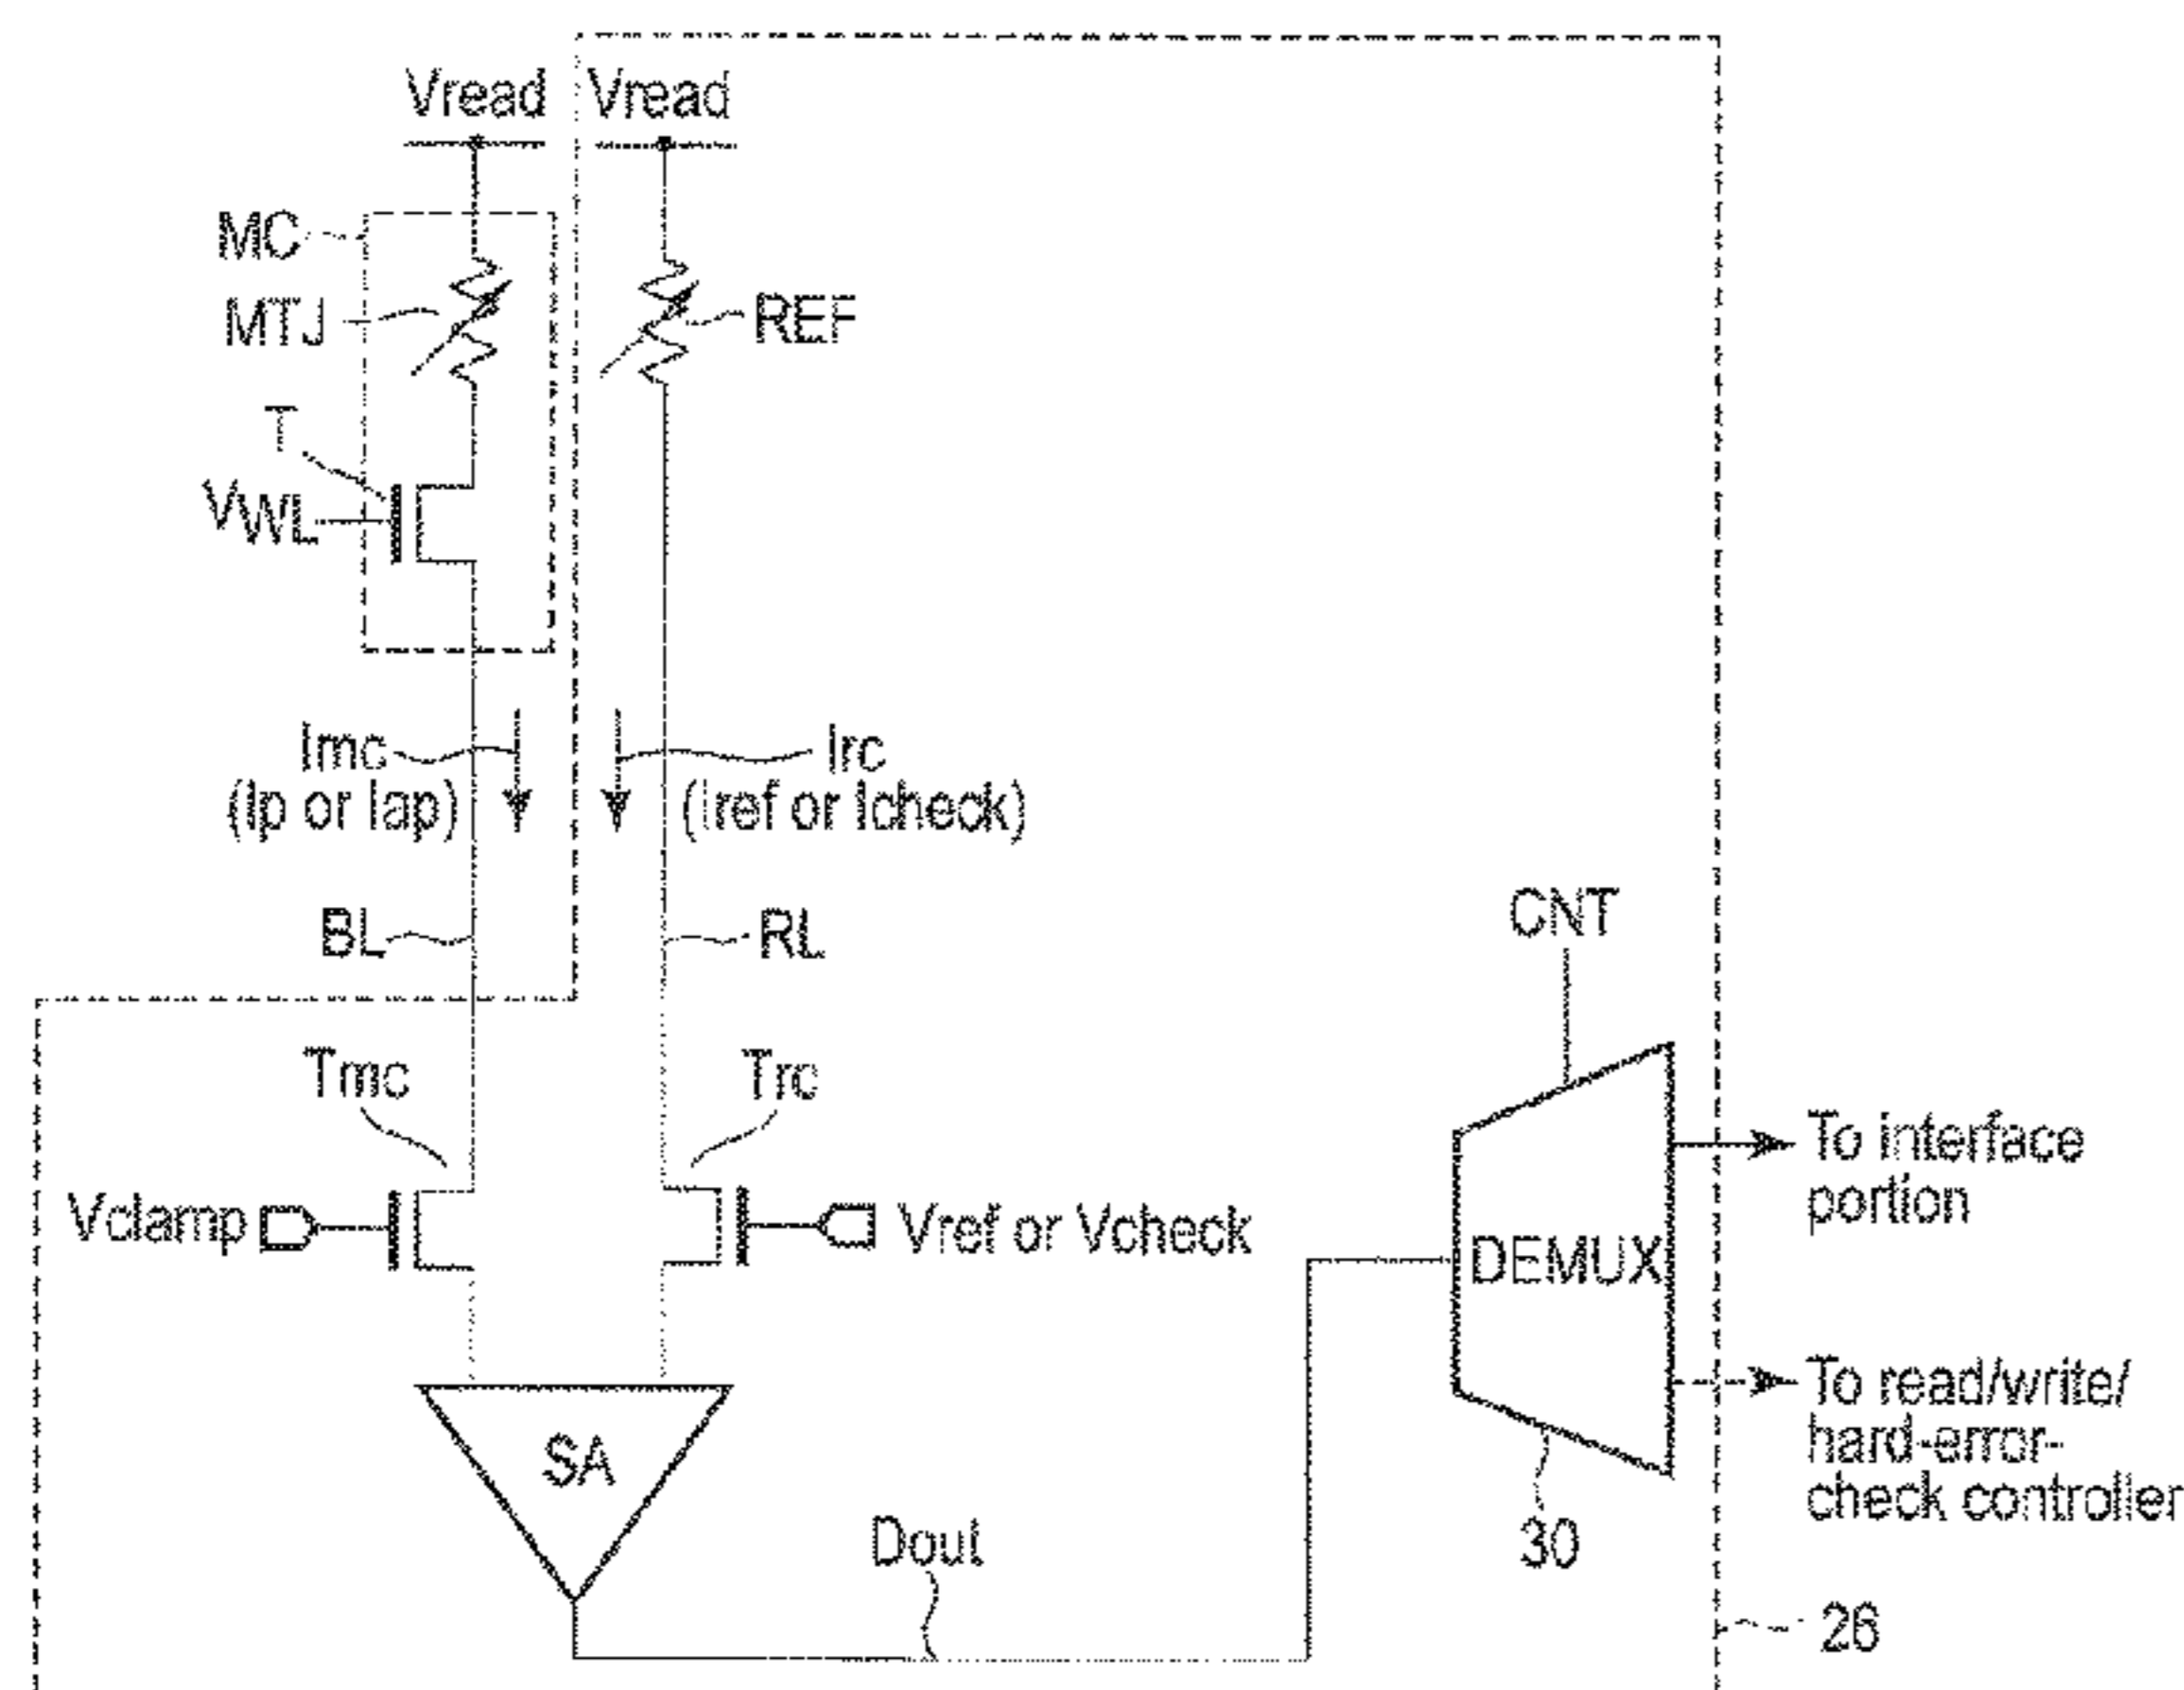 Vread Vread
MC
MTJ
REF
T
VWL
Imc
(Ip or Iap)
Irc
(Iref or Icheck)
BL
RL
CNT
Tmc
Trc
To interface
portion
Vclamp
Vref or Vcheck
DEMUX
To read/write/
hard-error-
check controller
SA
Dout
30
26